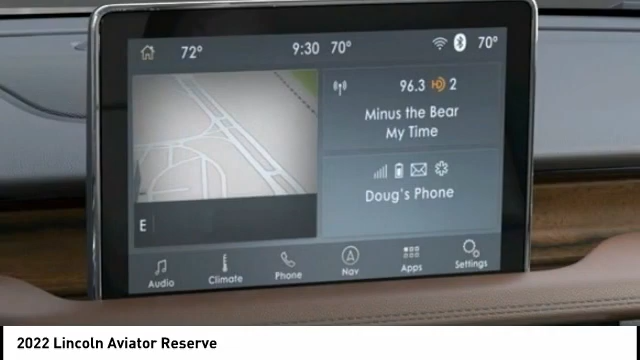 72° 9:30 70° 70°
96.3 HD 2
Minus the Bear
My Time
Doug's Phone
E
Audio Climate Phone Nav Apps Settings
2022 Lincoln Aviator Reserve